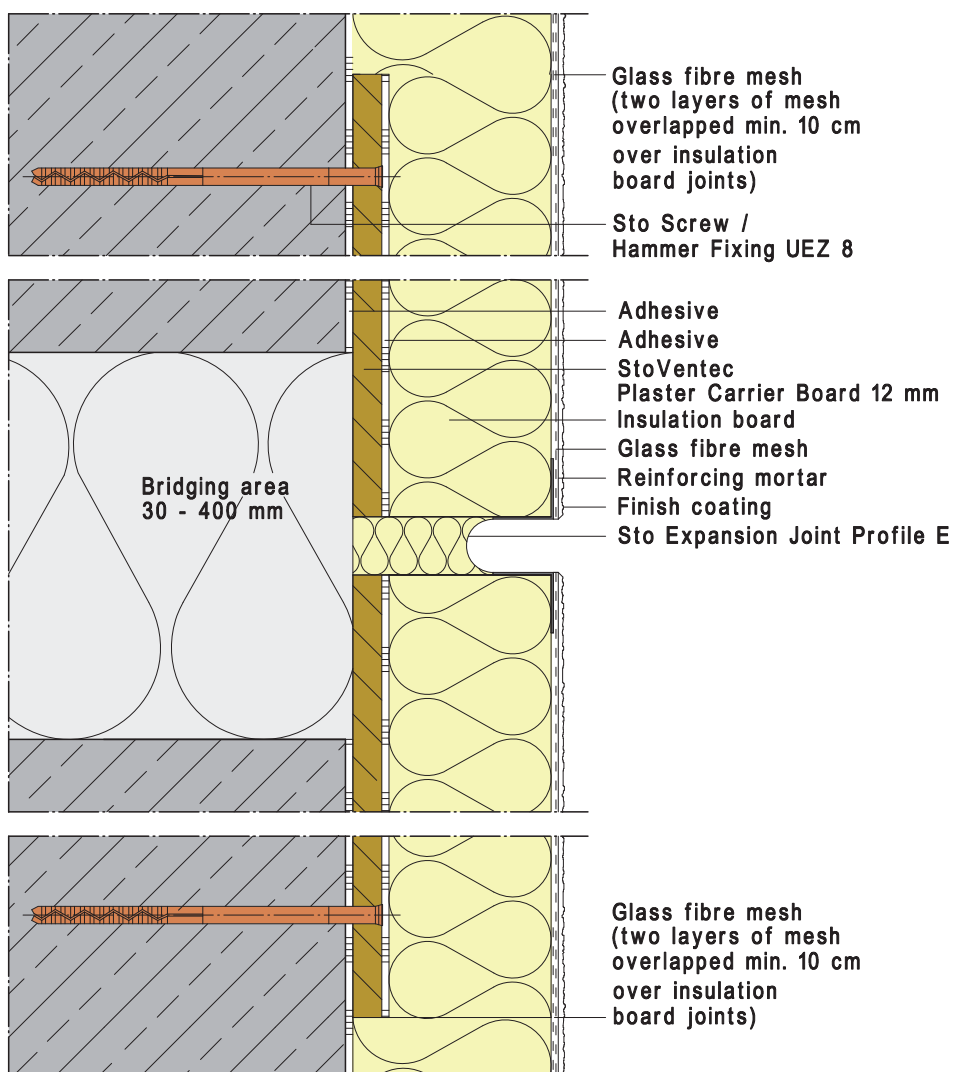 Glass fibre mesh
(two layers of mesh
overlapped min. 10 cm
over insulation
board joints)
Sto Screw /
Hammer Fixing UEZ 8
Adhesive
Adhesive
StoVentec
Plaster Carrier Board 12 mm
Insulation board
Glass fibre mesh
Reinforcing mortar
Finish coating
Sto Expansion Joint Profile E
Bridging area
30 - 400 mm
Glass fibre mesh
(two layers of mesh
overlapped min. 10 cm
over insulation
board joints)